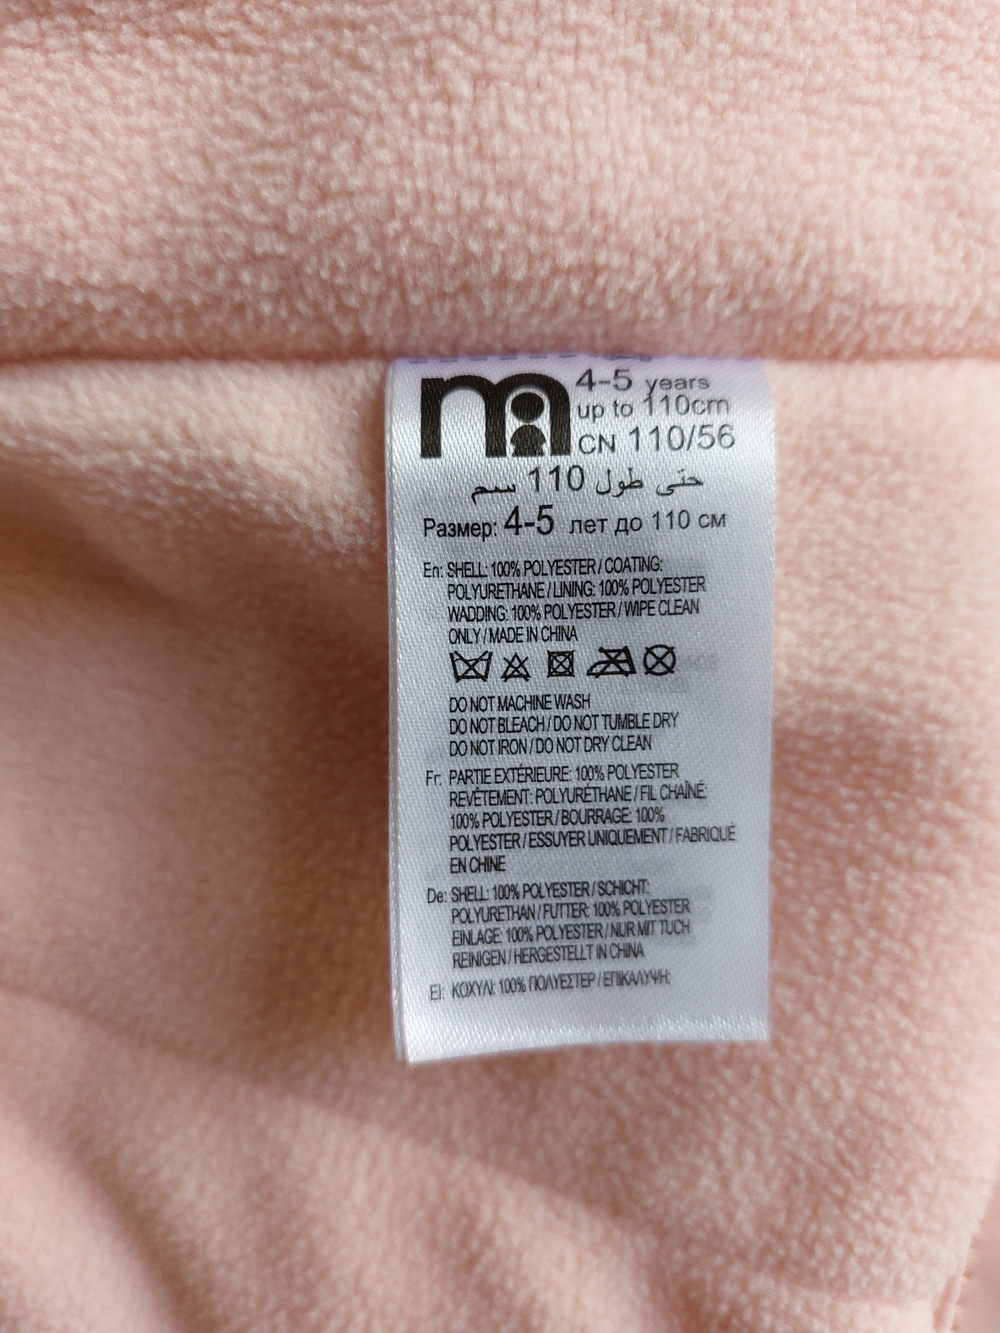 4-5 years
up to 110cm
CN 110/56
حتى طول 110 سم
Размер: 4-5 лет до 110 см
En: SHELL: 100% POLYESTER / COATING:
POLYURETHANE / LINING: 100% POLYESTER
WADDING: 100% POLYESTER / WIPE CLEAN
ONLY / MADE IN CHINA
DO NOT MACHINE WASH
DO NOT BLEACH / DO NOT TUMBLE DRY
DO NOT IRON / DO NOT DRY CLEAN
Fr: PARTIE EXTÉRIEURE: 100% POLYESTER
REVÊTEMENT: POLYURÉTHANE / FIL CHAÎNE:
100% POLYESTER / BOURRAGE: 100%
POLYESTER / ESSUYER UNIQUEMENT / FABRIQUÉ
EN CHINE
De: SHELL: 100% POLYESTER / SCHICHT:
POLYURETHAN / FUTTER: 100% POLYESTER
EINLAGE: 100% POLYESTER / NUR MIT TUCH
REINIGEN / HERGESTELLT IN CHINA
El: ΚΟΧΥΛΙ: 100% ΠΟΛΥΕΣΤΕΡ / ΕΠΙΚΑΛΥΨΗ: